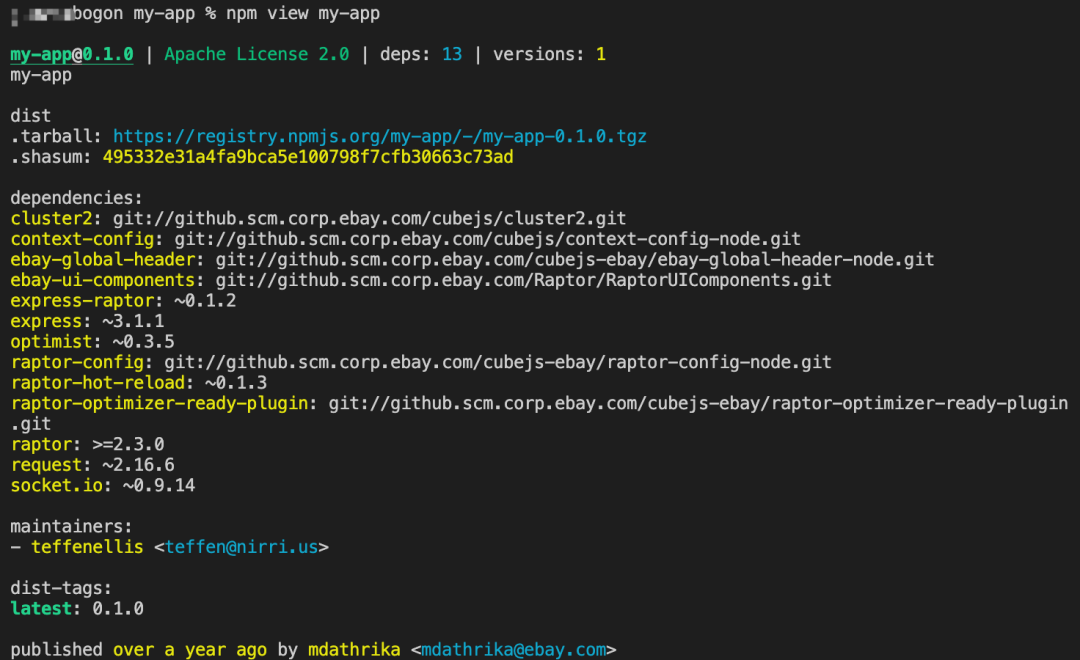 bogon my-app % npm view my-app
my-app@0.1.0 | Apache License 2.0 | deps: 13 | versions: 1
my-app
dist
.tarball: https://registry.npmjs.org/my-app/-/my-app-0.1.0.tgz
.shasum: 495332e31a4fa9bca5e100798f7cfb30663c73ad
dependencies:
cluster2: git://github.scm.corp.ebay.com/cubejs/cluster2.git
context-config: git://github.scm.corp.ebay.com/cubejs/context-config-node.git
ebay-global-header: git://github.scm.corp.ebay.com/cubejs-ebay/ebay-global-header-node.git
ebay-ui-components: git://github.scm.corp.ebay.com/Raptor/RaptorUIComponents.git
express-raptor: ~0.1.2
express: ~3.1.1
optimist: ~0.3.5
raptor-config: git://github.scm.corp.ebay.com/cubejs-ebay/raptor-config-node.git
raptor-hot-reload: ~0.1.3
raptor-optimizer-ready-plugin: git://github.scm.corp.ebay.com/cubejs-ebay/raptor-optimizer-ready-plugin
.git
raptor: >=2.3.0
request: ~2.16.6
socket.io: ~0.9.14
maintainers:
- teffenellis <teffen@nirri.us>
dist-tags:
latest: 0.1.0
published over a year ago by mdathrika <mdathrika@ebay.com>